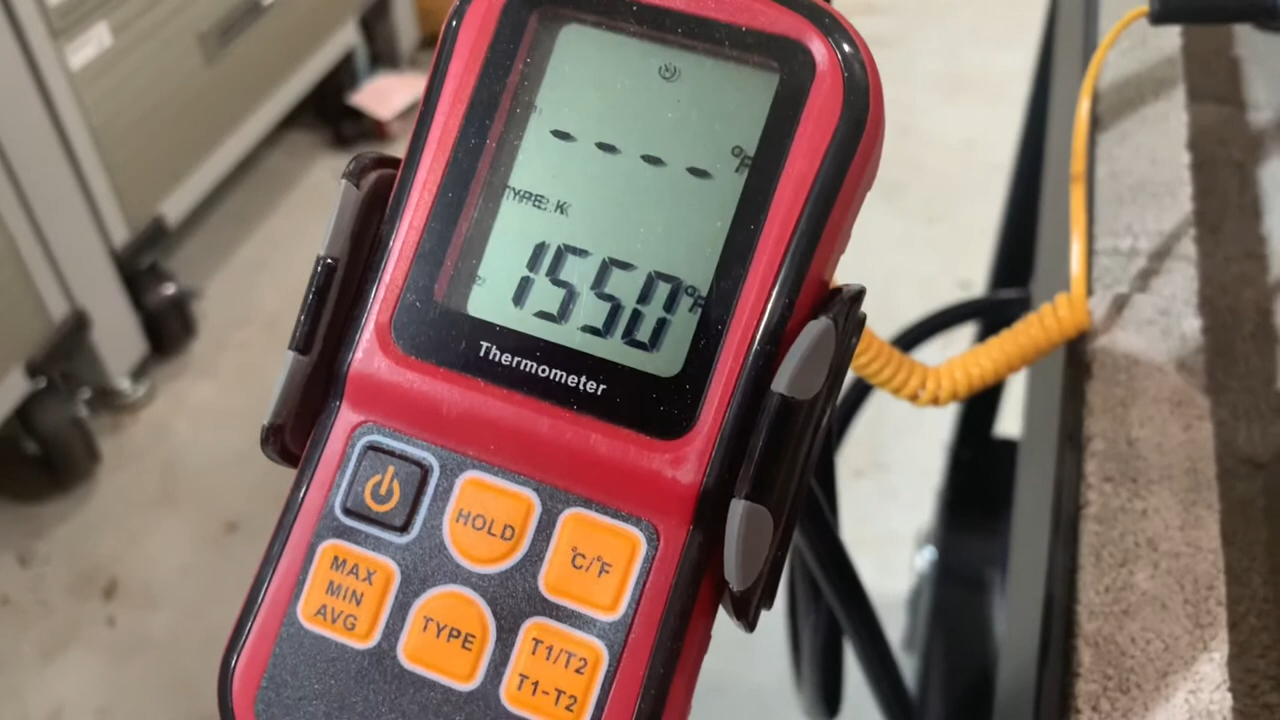 - - - - °F
TYPE: K
1550 °F
Thermometer
HOLD
°C/°F
MAX
MIN
AVG
TYPE
T1/T2
T1-T2